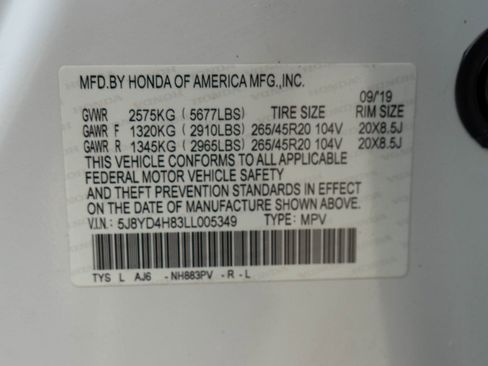 MFD.BY HONDA OF AMERICA MFG.,INC.
09/19
GVWR 2575KG (5677LBS) TIRE SIZE RIM SIZE
GAWR F 1320KG (2910LBS) 265/45R20 104V 20X8.5J
GAWR R 1345KG (2965LBS) 265/45R20 104V 20X8.5J
THIS VEHICLE CONFORMS TO ALL APPLICABLE
FEDERAL MOTOR VEHICLE SAFETY
AND THEFT PREVENTION STANDARDS IN EFFECT
ON THE DATE OF MANUFACTURE SHOWN ABOVE.
V.I.N.: 5J8YD4H83LL005349 TYPE: MPV
TYS L AJ6 -NH883PV -R-L